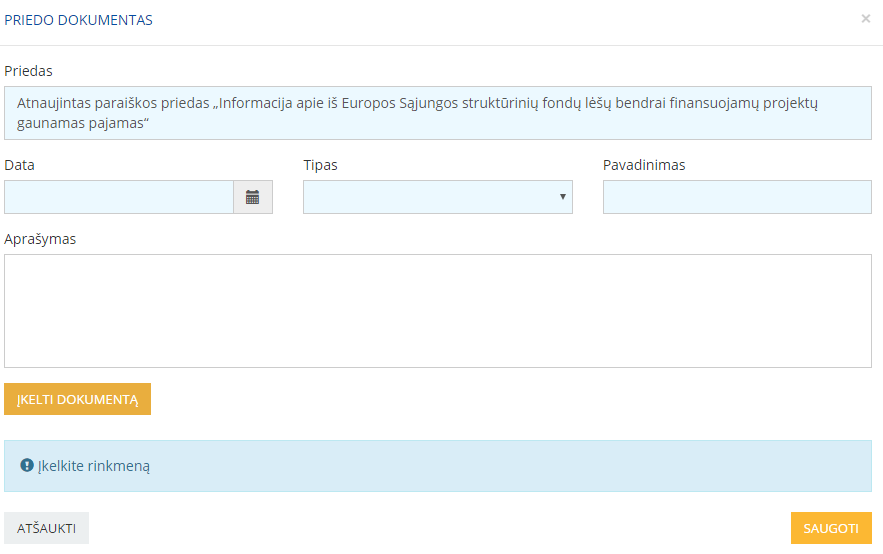 PRIEDO DOKUMENTAS
×
Priedas
Atnaujintas paraiškos priedas „Informacija apie iš Europos Sąjungos struktūrinių fondų lėšų bendrai finansuojamų projektų
gaunamas pajamas“
Data
Tipas
Pavadinimas
Aprašymas
ĮKELTI DOKUMENTĄ
Įkelkite rinkmeną
ATŠAUKTI
SAUGOTI